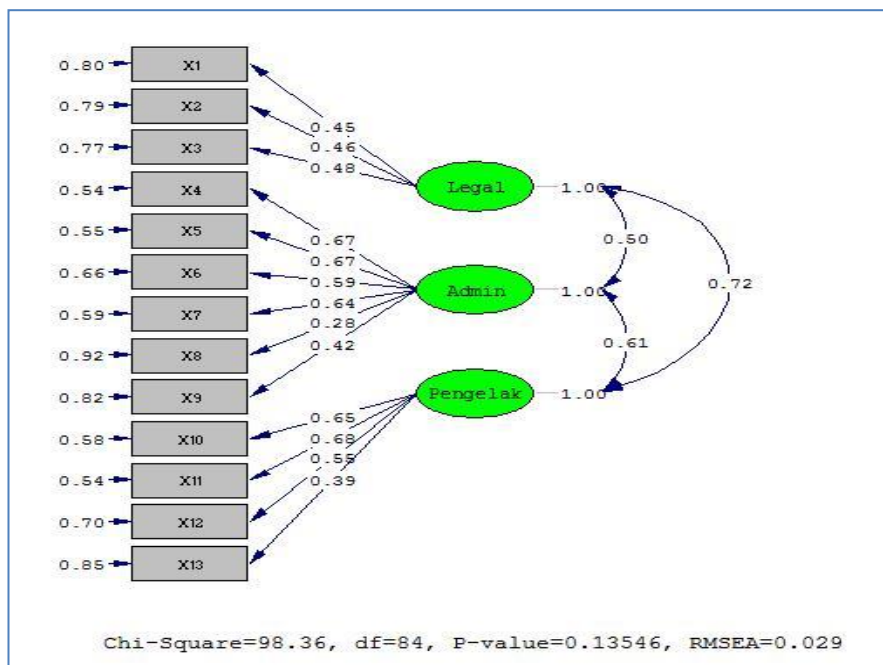 0.80 X1
0.79 X2
0.45
0.77 X3
0.46
0.48
0.54 X4
Legal 1.00
0.55 X5
0.67
0.50
0.67
0.66 X6
0.59
Admin 1.00
0.72
0.59 X7
0.64
0.28
0.61
0.92 X8
0.42
0.82 X9
Pengelak 1.00
0.65
0.58 X10
0.68
0.55
0.54 X11
0.39
0.70 X12
0.85 X13
Chi-Square=98.36, df=84, P-value=0.13546, RMSEA=0.029